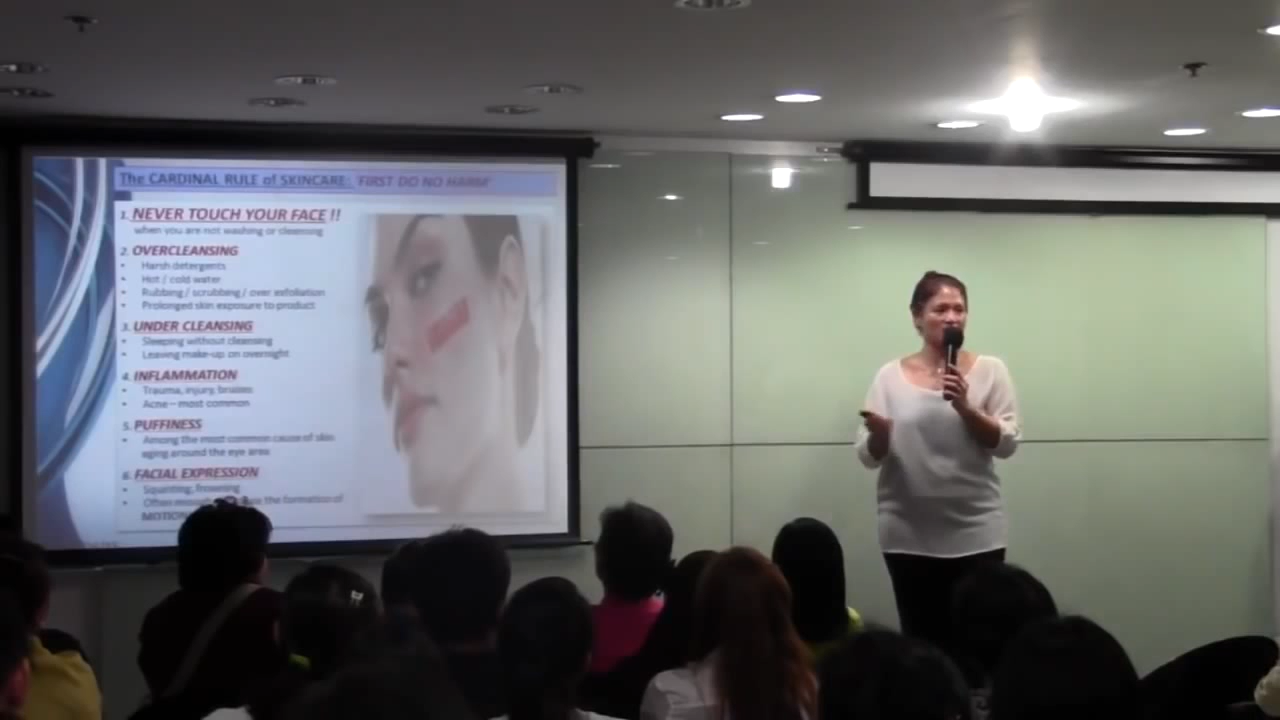 The CARDINAL RULE of SKINCARE: 'FIRST DO NO HARM'
1. NEVER TOUCH YOUR FACE !!
when you are not washing or cleansing
2. OVERCLEANSING
• Harsh detergents
• Hot / cold water
• Rubbing / scrubbing / over exfoliation
• Prolonged skin exposure to product
3. UNDER CLEANSING
• Sleeping without cleansing
• Leaving make-up on overnight
4. INFLAMMATION
• Trauma, injury, bruises
• Acne – most common
5. PUFFINESS
• Among the most common cause of skin
aging around the eye area
6. FACIAL EXPRESSION
• Squinting, frowning
• Often the formation of
MOTION